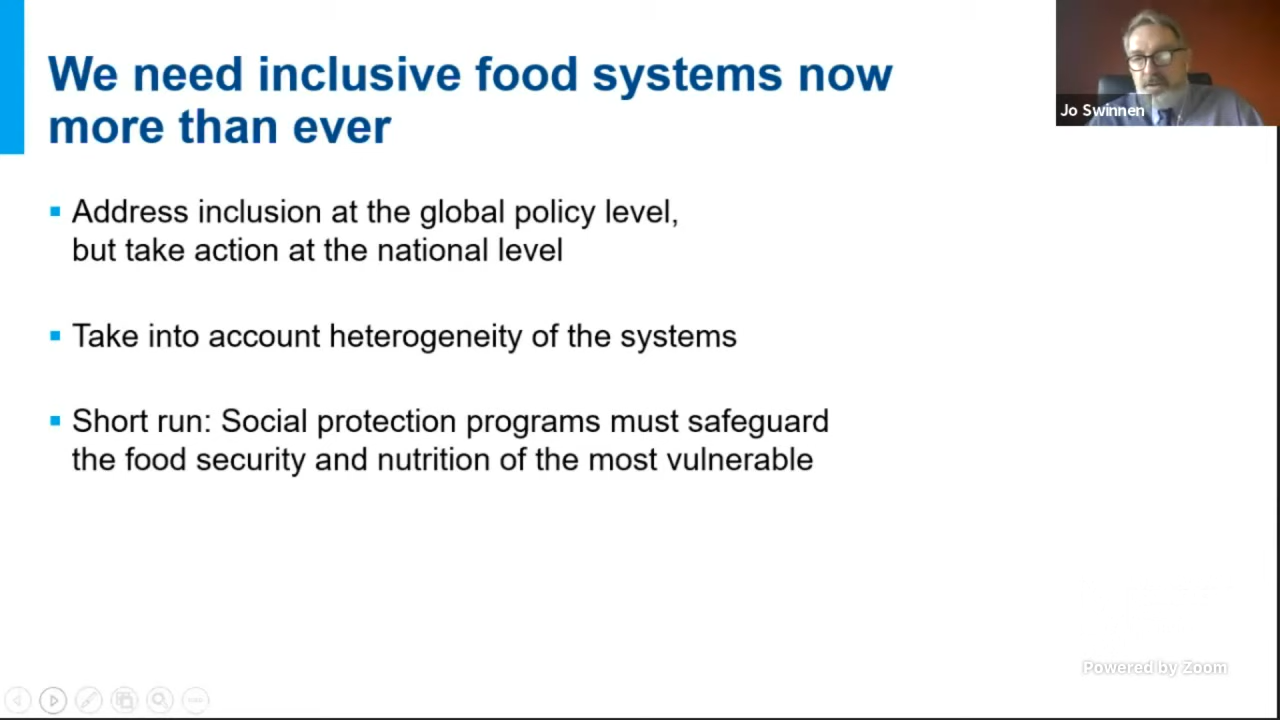 We need inclusive food systems now
more than ever
Jo Swinnen
▪ Address inclusion at the global policy level,
but take action at the national level
▪ Take into account heterogeneity of the systems
▪ Short run: Social protection programs must safeguard
the food security and nutrition of the most vulnerable
Powered by Zoom